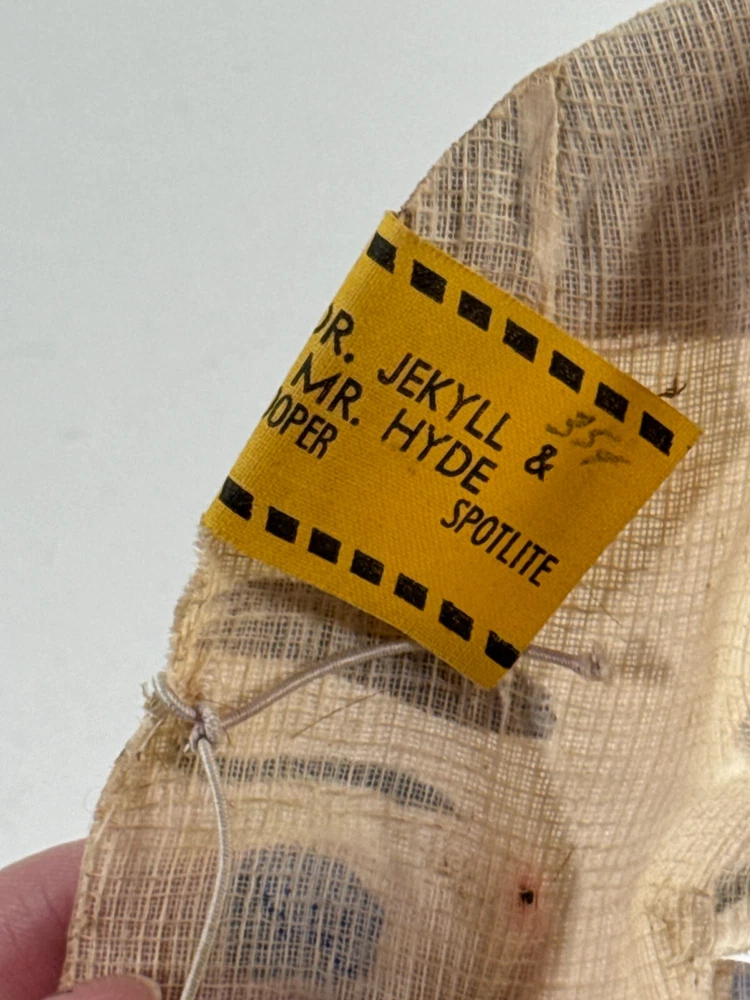 DR. JEKYLL &
MR. HYDE
OOPER SPOTLITE